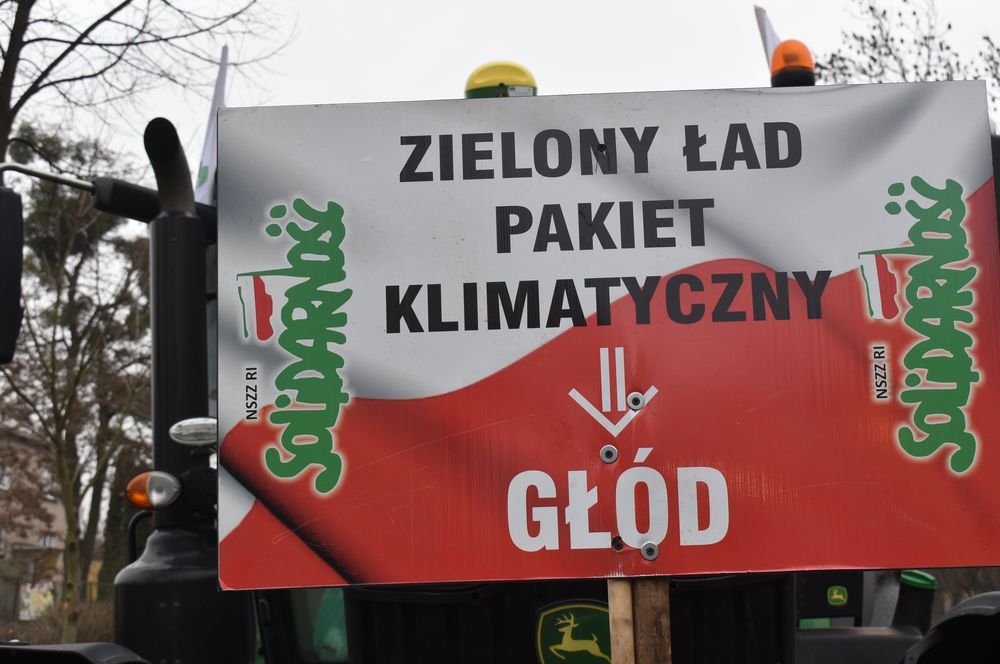 ZIELONY ŁAD
PAKIET
KLIMATYCZNY
GŁÓD
NSZZ RI
SOLIDARNOŚĆ
NSZZ RI
SOLIDARNOŚĆ